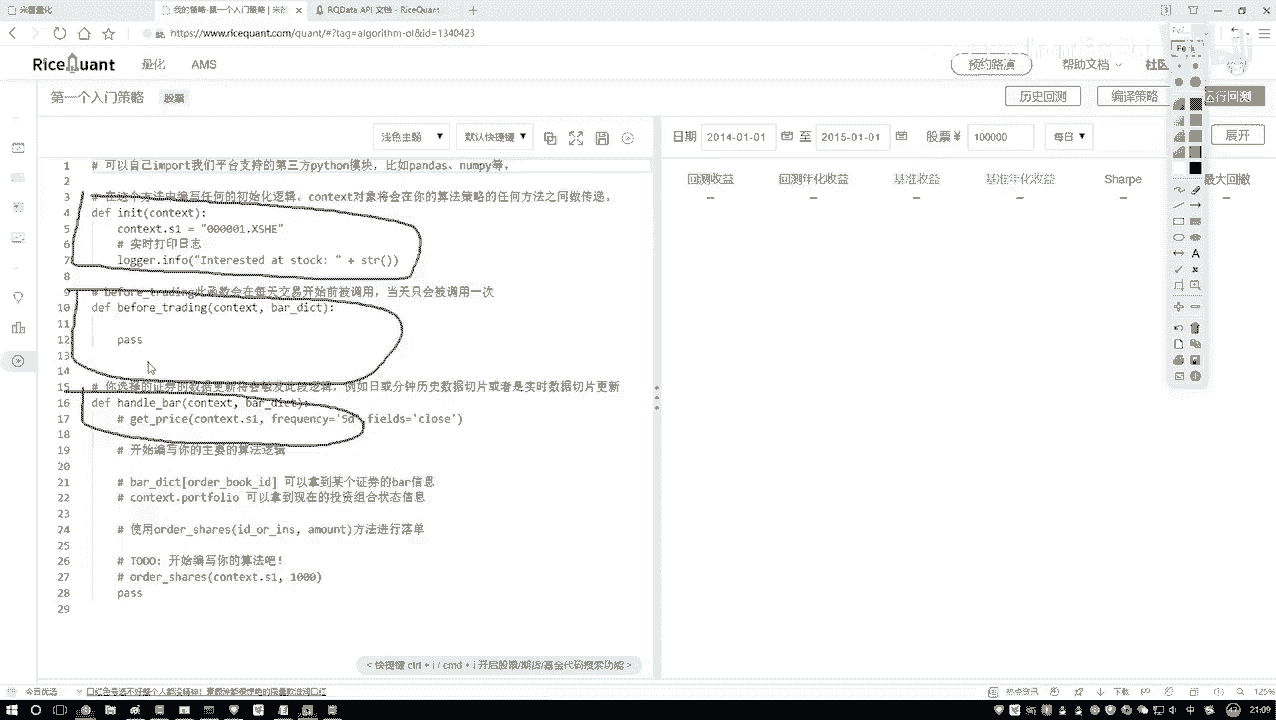 米筐量化
我的策略-第一个入门策略 | 米筐
RQData API 文档 - RiceQuant
https://www.ricequant.com/quant/#?tag=algorithm-ol&id=1340423
RiceQuant
量化
AMS
预约路演
帮助文档
社区
第一个入门策略
股票
历史回测
编译策略
运行回测
浅色主题
默认快捷键
日期
2014-01-01
至
2015-01-01
股票¥
100000
每日
展开
回测收益
回测年化收益
基准收益
基准年化收益
Sharpe
最大回撤
1 # 可以自己import我们平台支持的第三方python模块，比如pandas、numpy等。
2
3 # 在这个方法中编写任何的初始化逻辑。context对象将会在你的算法策略的任何方法之间做传递。
4 def init(context):
5 context.s1 = "000001.XSHE"
6 # 实时打印日志
7 logger.info("Interested at stock: " + str())
8
9 # before_trading此函数会在每天交易开始前被调用，当天只会被调用一次
10 def before_trading(context, bar_dict):
11
12 pass
13
14
15 # 你选择的证券的数据更新将会触发此段逻辑，例如日或分钟历史数据切片或者是实时数据切片更新
16 def handle_bar(context, bar_dict):
17 # get_price(context.s1, frequency='5d',fields='close')
18
19 # 开始编写你的主要的算法逻辑
20
21 # bar_dict[order_book_id] 可以拿到某个证券的bar信息
22 # context.portfolio 可以拿到现在的投资组合状态信息
23
24 # 使用order_shares(id_or_ins, amount)方法进行落单
25
26 # TODO: 开始编写你的算法吧！
27 # order_shares(context.s1, 1000)
28 pass
29
< 快捷键 ctrl + i / cmd + i 开启股票/期货/基金代码搜索功能 >
今日优选
热点资讯
下载
125%
中
21:09